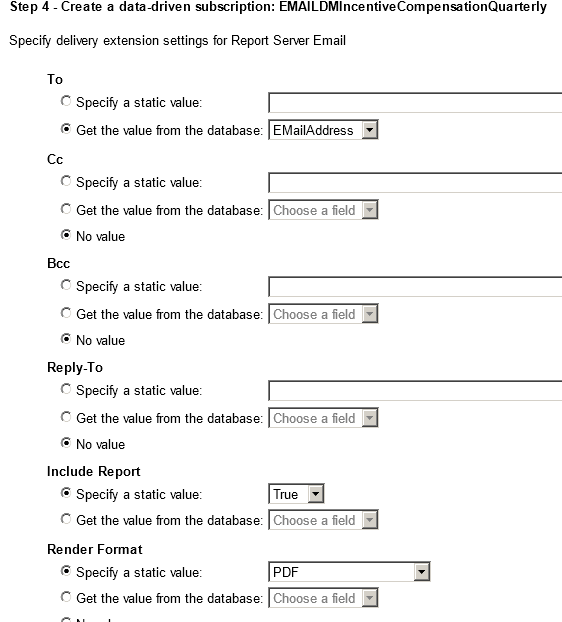 Step 4 - Create a data-driven subscription: EMAILDMIncentiveCompensationQuarterly
Specify delivery extension settings for Report Server Email
To
Specify a static value:
Get the value from the database: EMailAddress
Cc
Specify a static value:
Get the value from the database: Choose a field
No value
Bcc
Specify a static value:
Get the value from the database: Choose a field
No value
Reply-To
Specify a static value:
Get the value from the database: Choose a field
No value
Include Report
Specify a static value: True
Get the value from the database: Choose a field
Render Format
Specify a static value: PDF
Get the value from the database: Choose a field